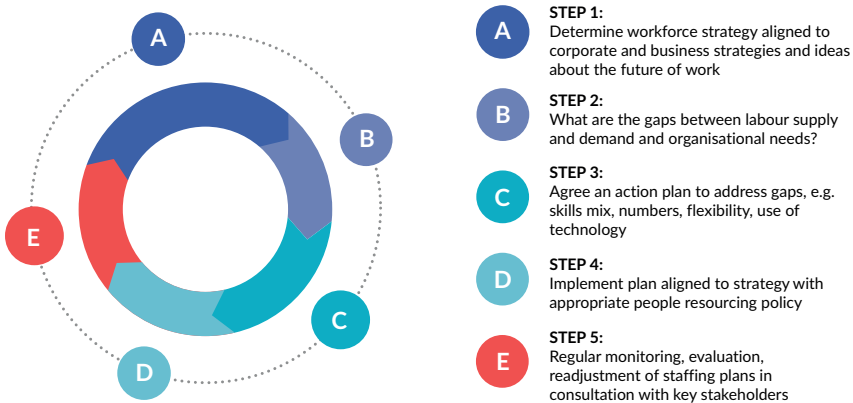 A
B
C
D
E
A
STEP 1:
Determine workforce strategy aligned to
corporate and business strategies and ideas
about the future of work
B
STEP 2:
What are the gaps between labour supply
and demand and organisational needs?
C
STEP 3:
Agree an action plan to address gaps, e.g.
skills mix, numbers, flexibility, use of
technology
D
STEP 4:
Implement plan aligned to strategy with
appropriate people resourcing policy
E
STEP 5:
Regular monitoring, evaluation,
readjustment of staffing plans in
consultation with key stakeholders